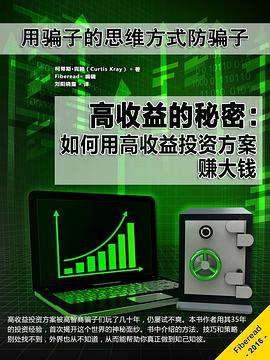 用骗子的思维方式防骗子
柯蒂斯·克雷（Curtis Kray） - 著
Fiberead - 编辑
刘阳晓露 - 译
高收益的秘密：
如何用高收益投资方案
赚大钱
高收益投资方案被高智商骗子们玩了几十年，仍屡试不爽。本书作者用其35年
的投资经验，首次揭开这个世界的神秘面纱。书中介绍的方法、技巧和策略，
别处找不到，外界也从不知道，从而能帮助你真正做到知己知彼。
Fiberead
- 2016